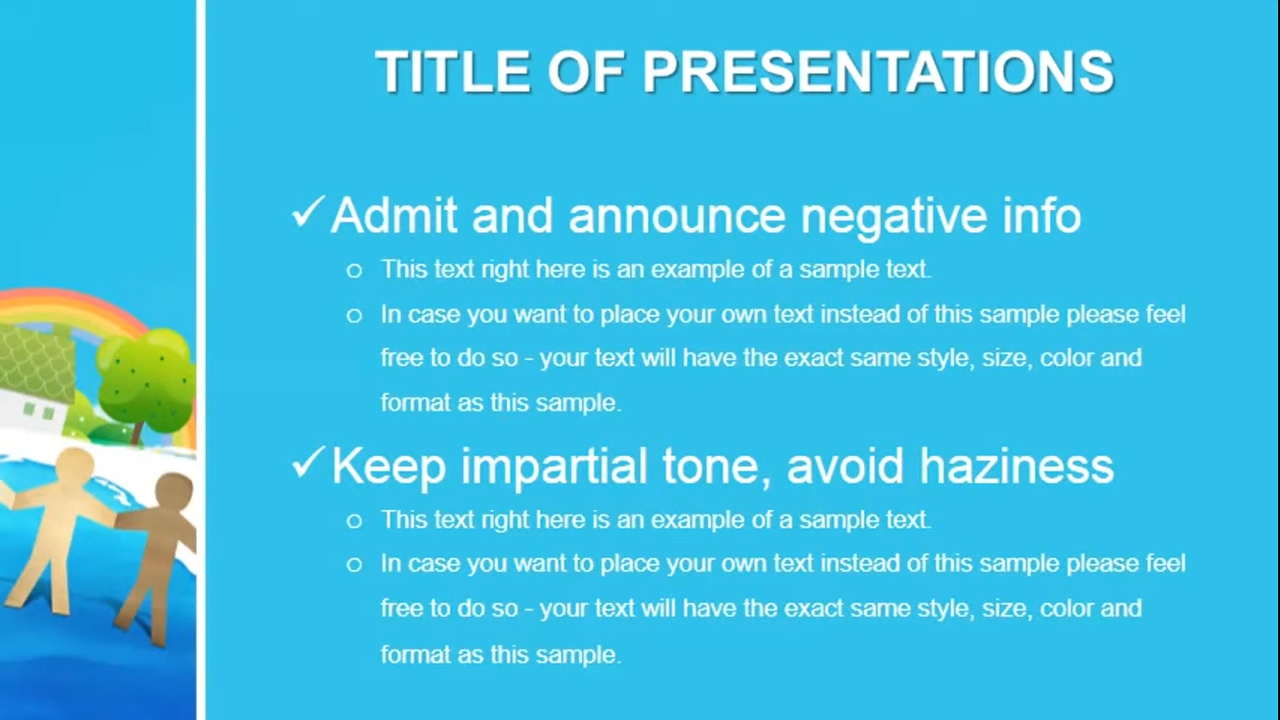 TITLE OF PRESENTATIONS
✓ Admit and announce negative info
o This text right here is an example of a sample text.
o In case you want to place your own text instead of this sample please feel
free to do so - your text will have the exact same style, size, color and
format as this sample.
✓ Keep impartial tone, avoid haziness
o This text right here is an example of a sample text.
o In case you want to place your own text instead of this sample please feel
free to do so - your text will have the exact same style, size, color and
format as this sample.